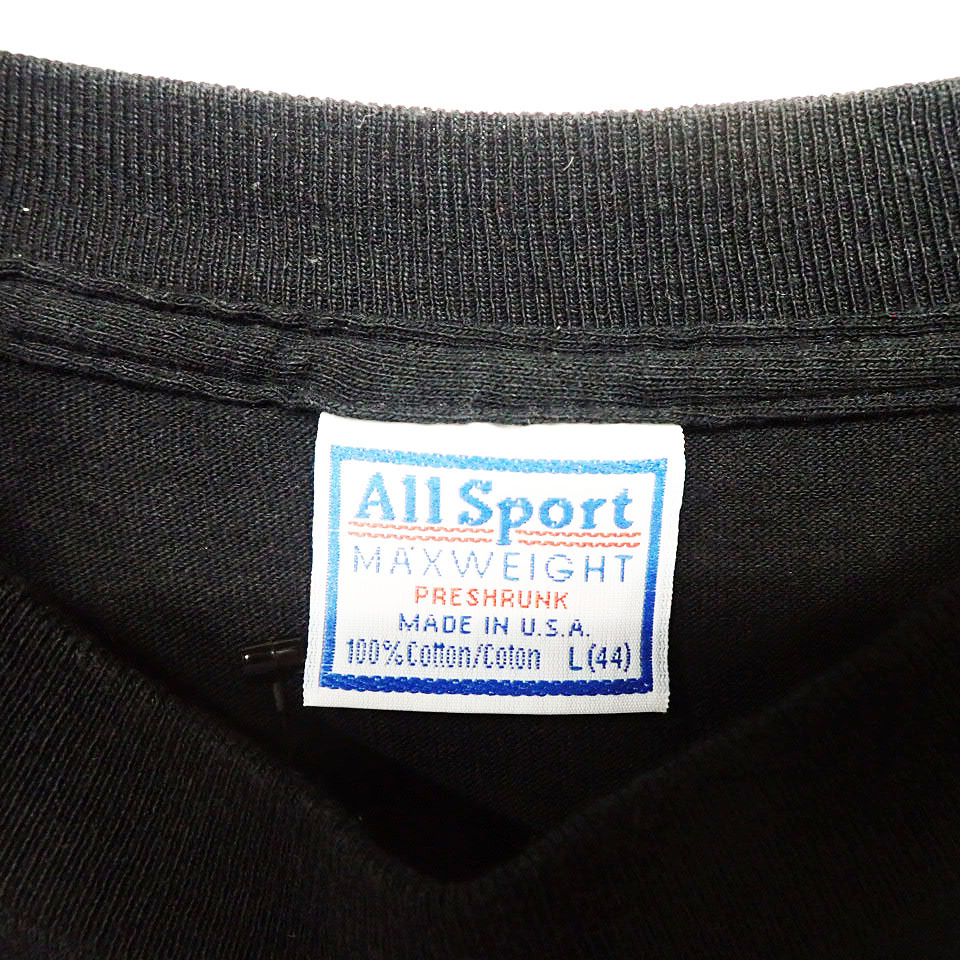 All Sport
MAXWEIGHT
PRESHRUNK
MADE IN U.S.A.
100% Cotton/Coton L(44)